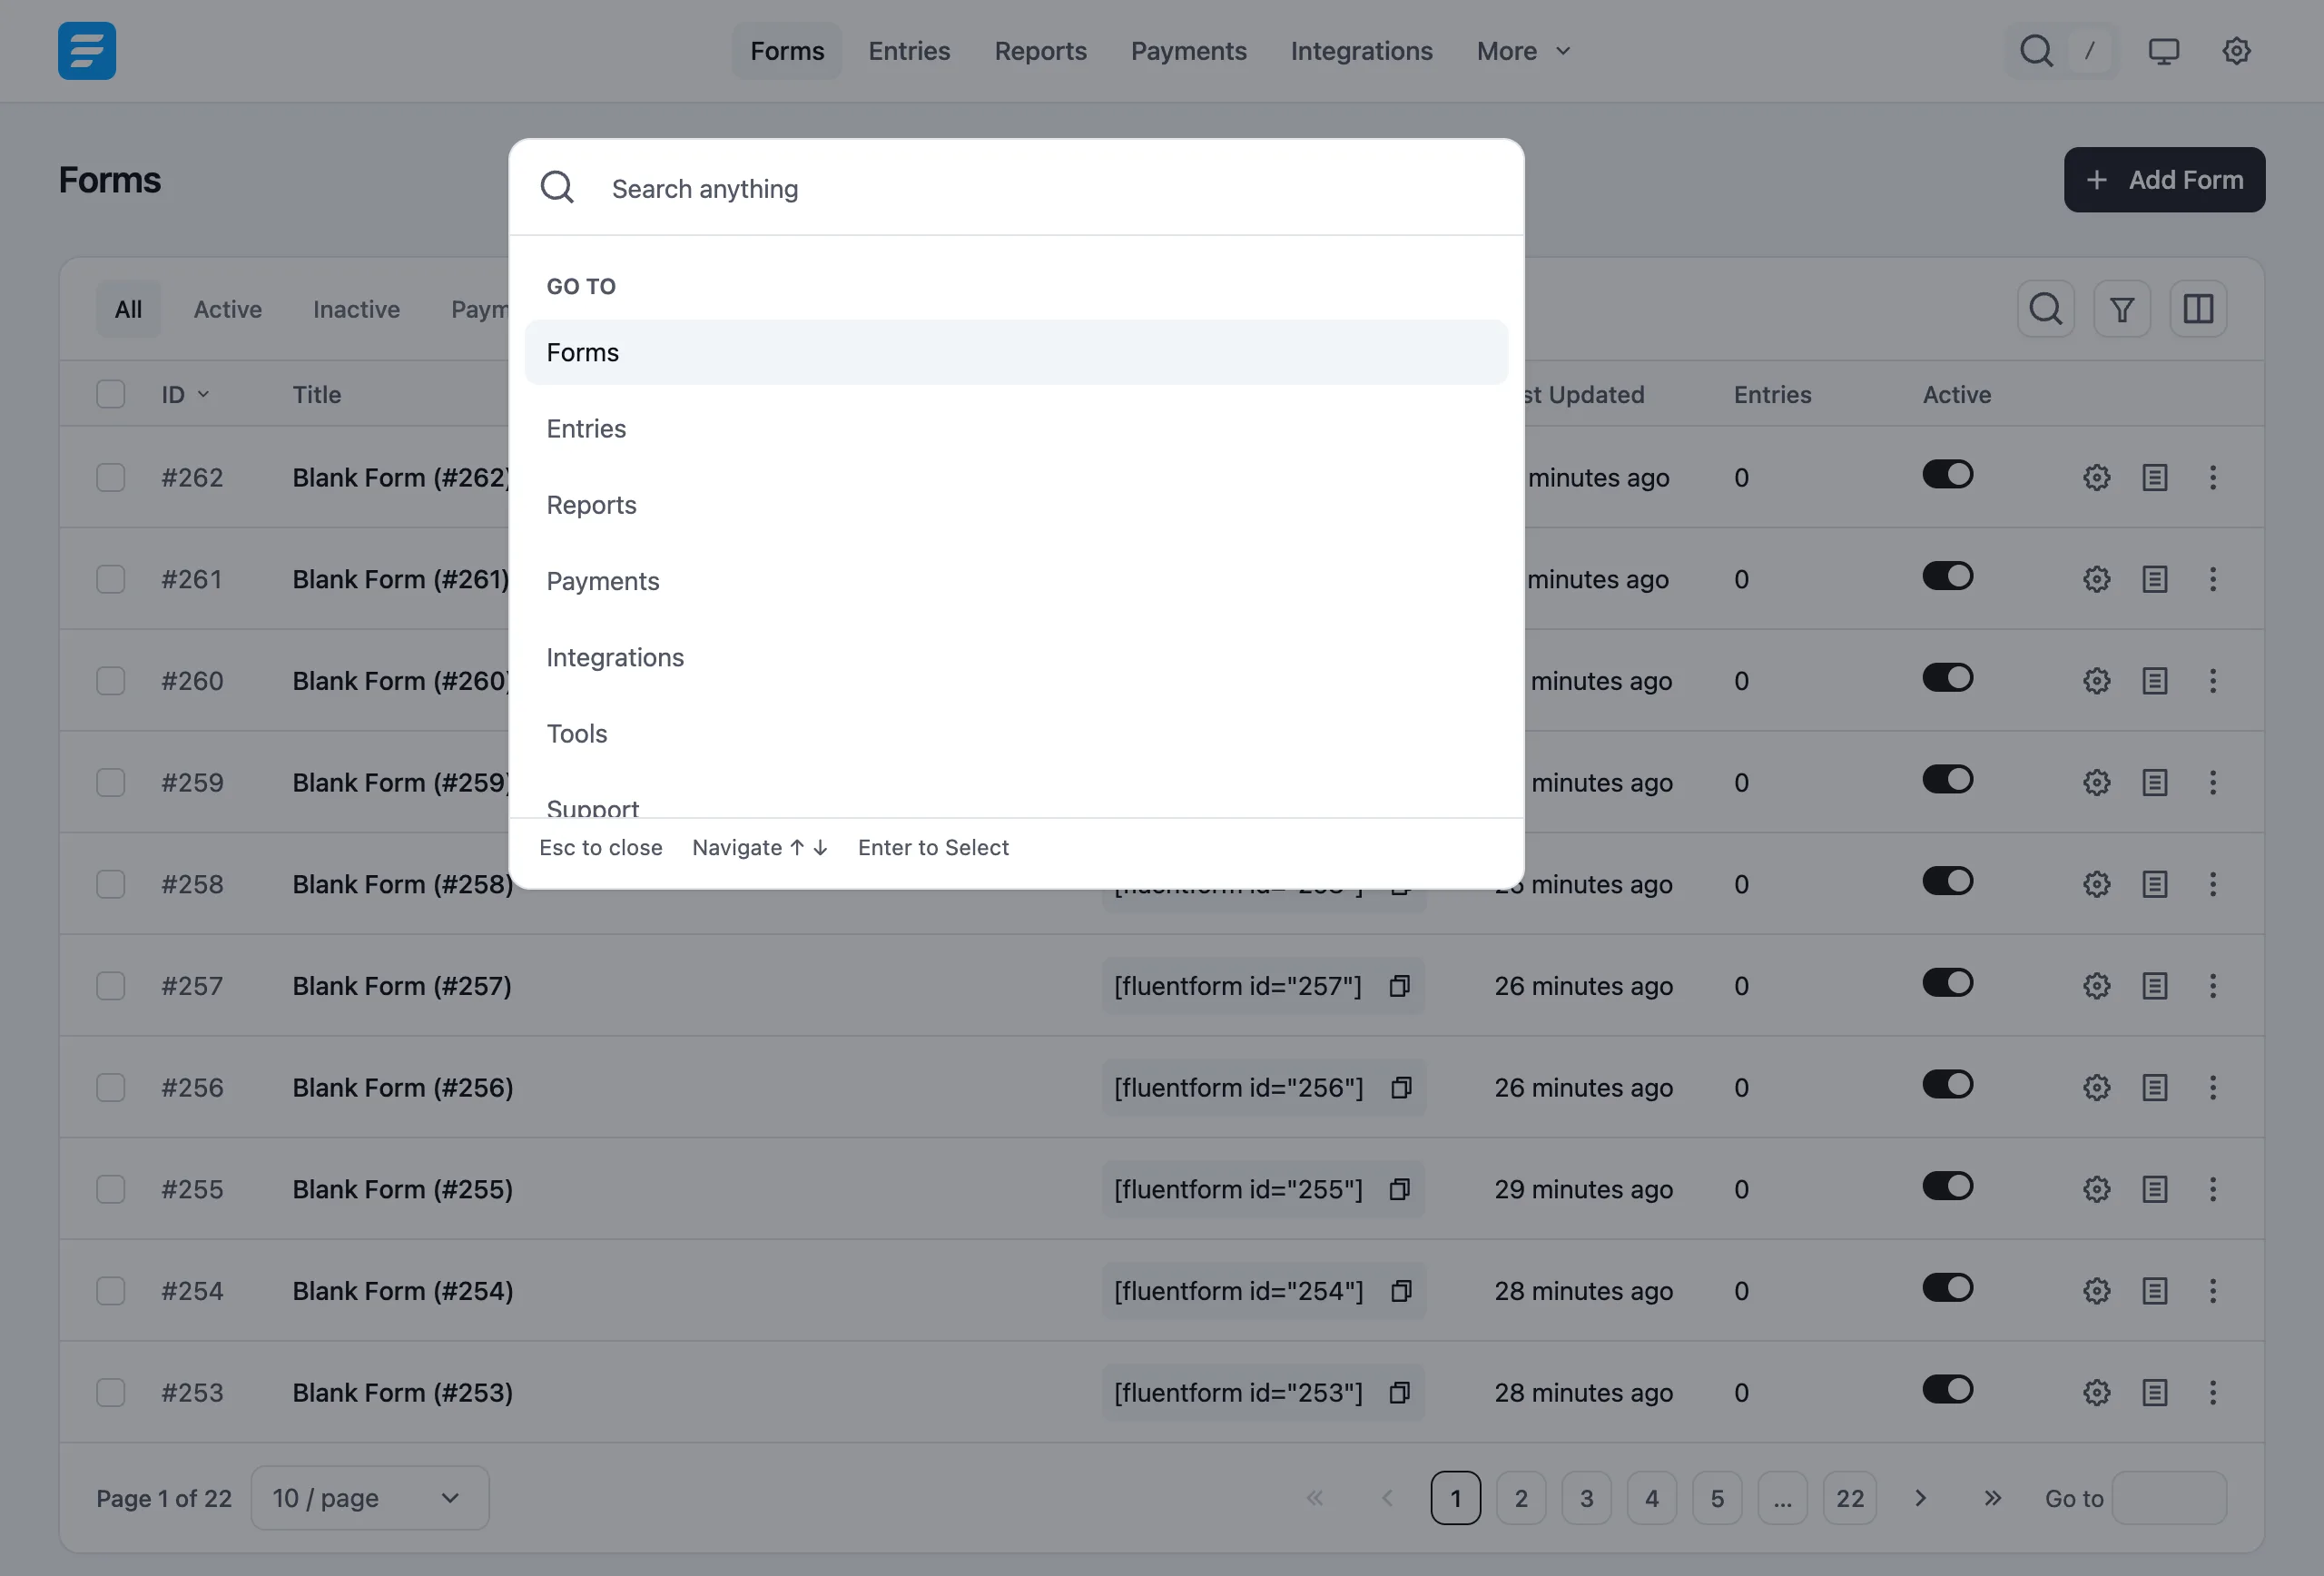 Forms Entries Reports Payments Integrations More /
Forms
Add Form
Search anything
GO TO
Forms
Entries
Reports
Payments
Integrations
Tools
Support
Esc to close Navigate ↑ ↓ Enter to Select
All Active Inactive
ID Title Updated Entries Active
#262 Blank Form (#262) minutes ago 0
#261 Blank Form (#261) minutes ago 0
#260 Blank Form (#260) minutes ago 0
#259 Blank Form (#259) minutes ago 0
#258 Blank Form (#258) minutes ago 0
#257 Blank Form (#257) [fluentform id="257"] 26 minutes ago 0
#256 Blank Form (#256) [fluentform id="256"] 26 minutes ago 0
#255 Blank Form (#255) [fluentform id="255"] 29 minutes ago 0
#254 Blank Form (#254) [fluentform id="254"] 28 minutes ago 0
#253 Blank Form (#253) [fluentform id="253"] 28 minutes ago 0
Page 1 of 22 10 / page « ‹ 1 2 3 4 5 ... 22 › » Go to